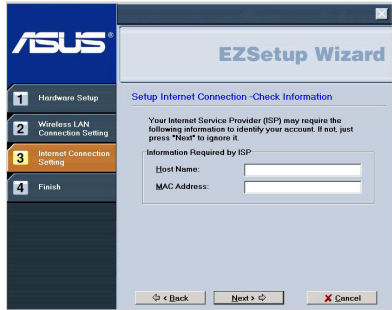 ASUS®
EZSetup Wizard
1 Hardware Setup
2 Wireless LAN
Connection Setting
3 Internet Connection
Setting
4 Finish
Setup Internet Connection -Check Information
Your Internet Service Provider (ISP) may require the
following information to identify your account. If not, just
press "Next" to ignore it.
Information Required by ISP
Host Name:
MAC Address:
< Back
Next >
Cancel